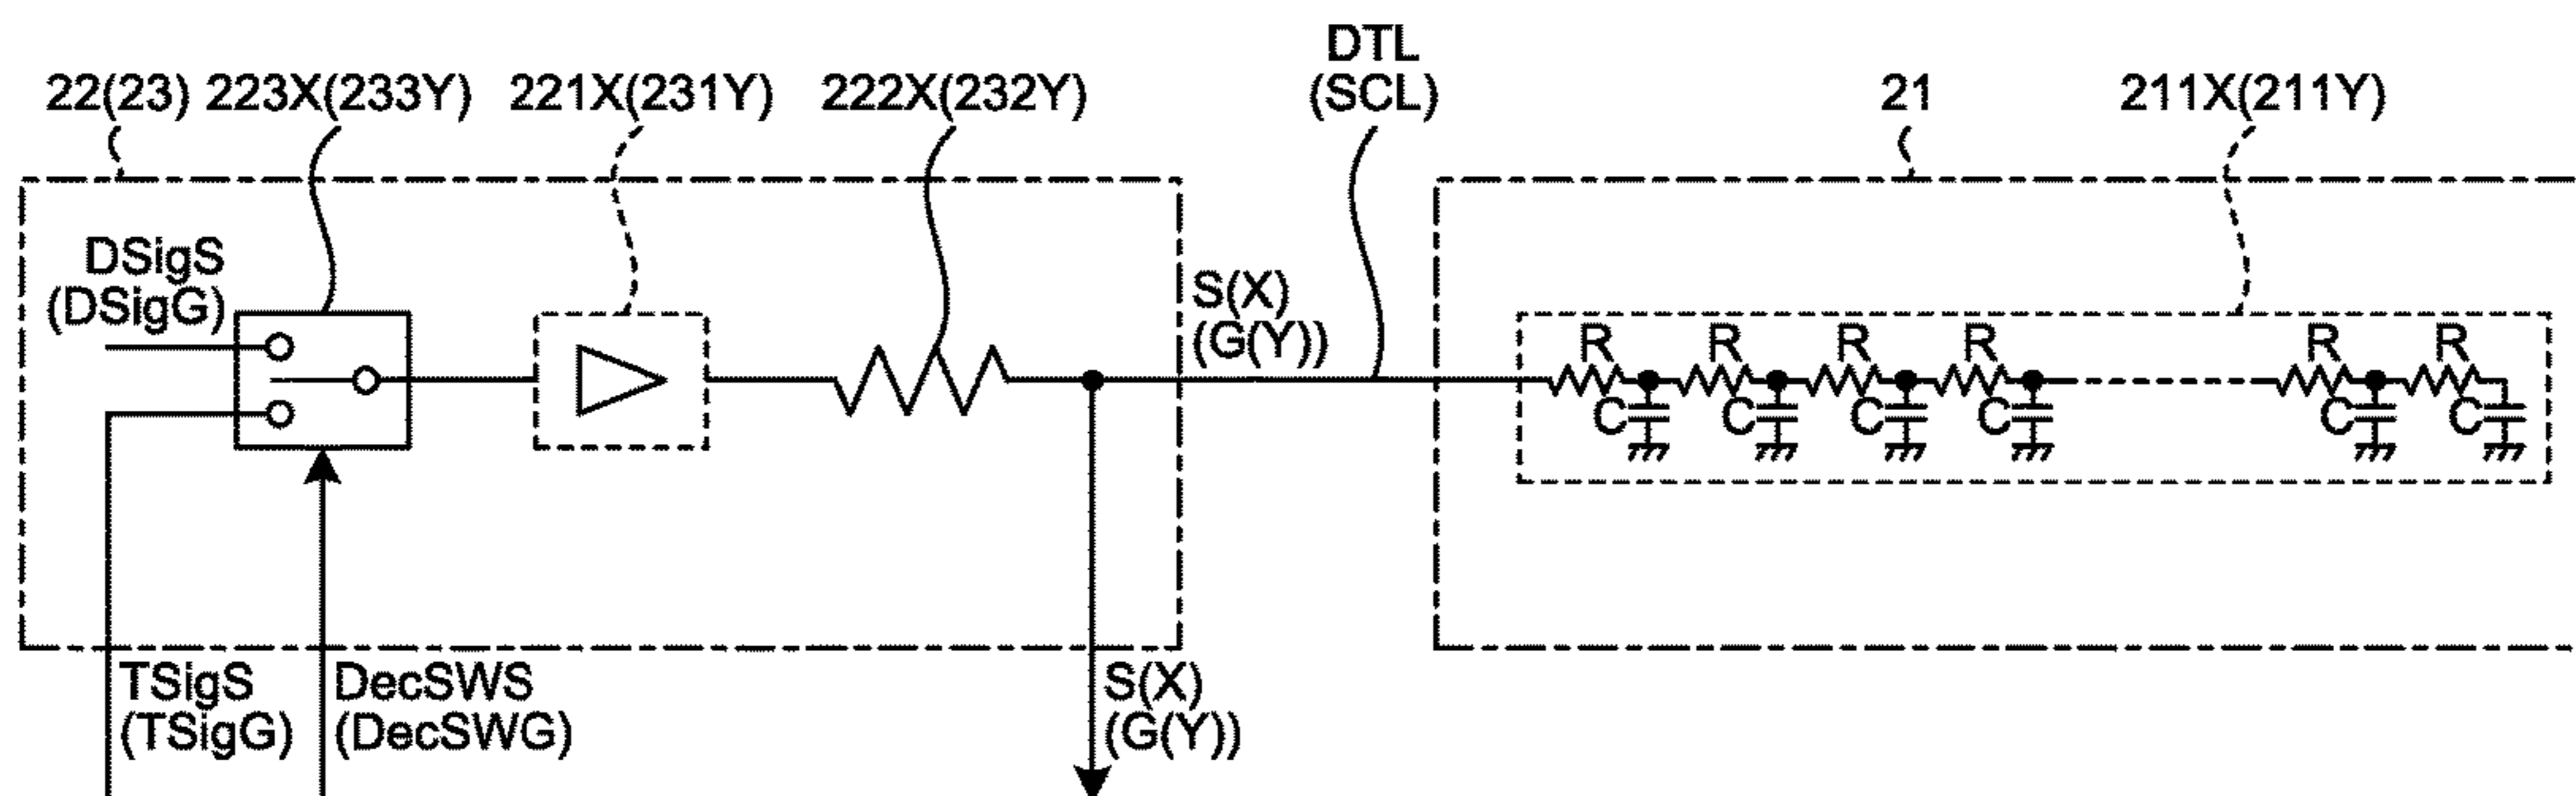 DTL
(SCL)
22(23) 223X(233Y) 221X(231Y) 222X(232Y) 21 211X(211Y)
DSigS
(DSigG)
S(X)
(G(Y))
R R R R R R
C C C C C C
TSigS
(TSigG)
DecSWS
(DecSWG)
S(X)
(G(Y))